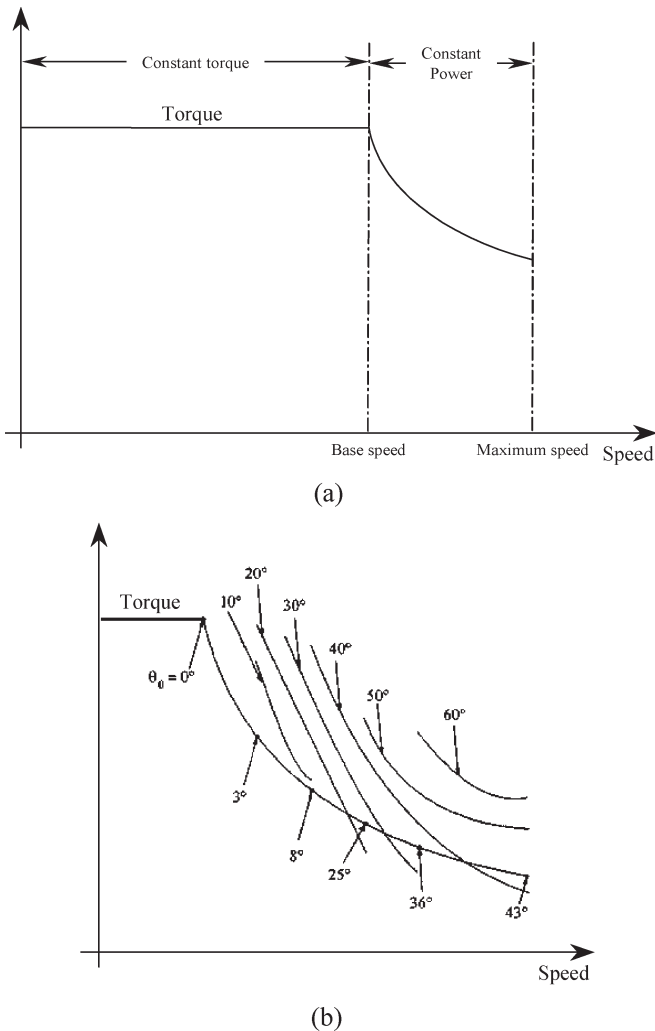 Constant torque
Constant
Power
Torque
Base speed
Maximum speed
Speed
(a)
Torque
θ₀ = 0°
10°
20°
30°
40°
50°
60°
3°
8°
25°
36°
43°
Speed
(b)